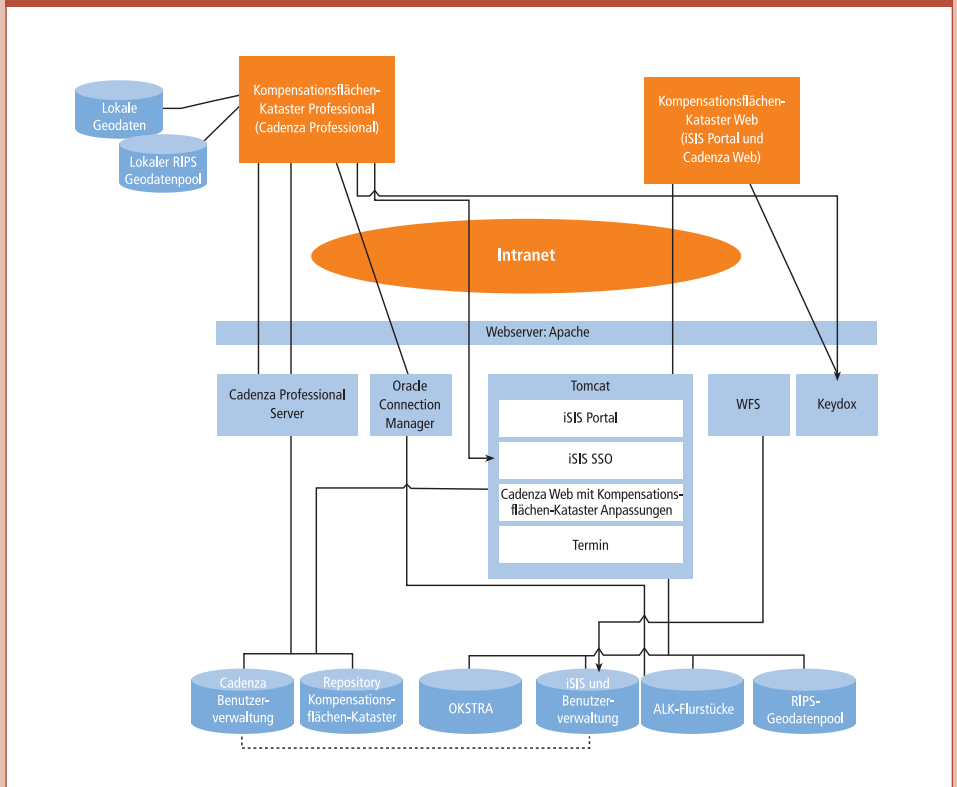 Kompensationsflächen-
Kataster Professional
(Cadenza Professional)
Lokale
Geodaten
Lokaler RIPS
Geodatenpool
Kompensationsflächen-
Kataster Web
(iSIS Portal und
Cadenza Web)
Intranet
Webserver: Apache
Cadenza Professional
Server
Oracle
Connection
Manager
Tomcat
iSIS Portal
iSIS SSO
Cadenza Web mit Kompensations-
flächen-Kataster Anpassungen
Termin
WFS
Keydox
Cadenza
Benutzer-
verwaltung
Repository
Kompensations-
flächen-Kataster
OKSTRA
iSIS und
Benutzer-
verwaltung
ALK-Flurstücke
RIPS-
Geodatenpool